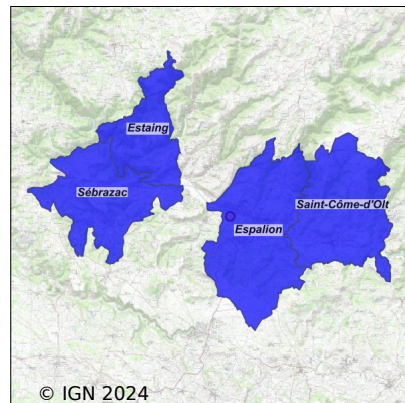 Estaing
Sébrazac
Saint-Côme-d'Olt
Espalion
© IGN 2024